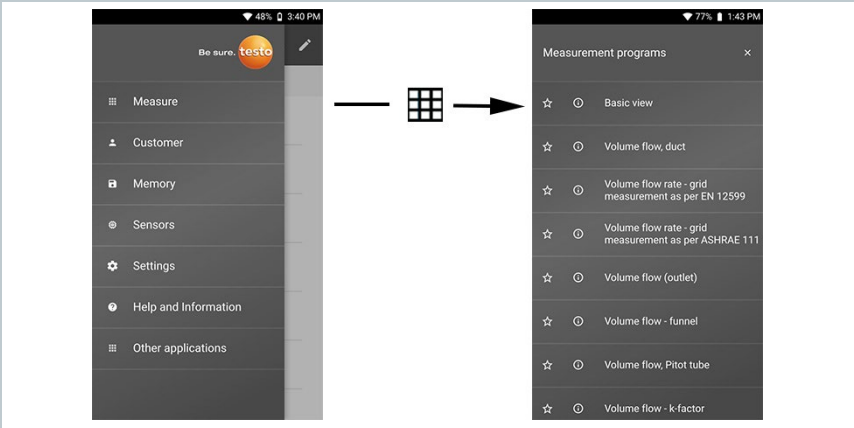 48% 3:40 PM
Be sure. testo
Measure
Customer
Memory
Sensors
Settings
Help and Information
Other applications
77% 1:43 PM
Measurement programs
Basic view
Volume flow, duct
Volume flow rate - grid
measurement as per EN 12599
Volume flow rate - grid
measurement as per ASHRAE 111
Volume flow (outlet)
Volume flow - funnel
Volume flow, Pitot tube
Volume flow - k-factor